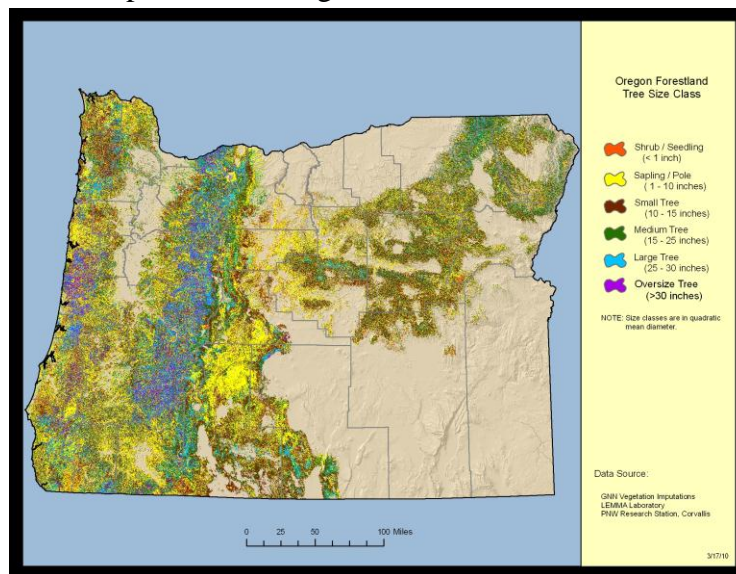 Oregon Forestland
Tree Size Class
Shrub / Seedling
(< 1 inch)
Sapling / Pole
( 1 - 10 inches)
Small Tree
(10 - 15 inches)
Medium Tree
(15 - 25 inches)
Large Tree
(25 - 30 inches)
Oversize Tree
(>30 inches)
NOTE: Size classes are in quadratic
mean diameter.
Data Source:
GNN Vegetation Imputations
LEMMA Laboratory
PNW Research Station, Corvallis
0 25 50 100 Miles
3/17/10